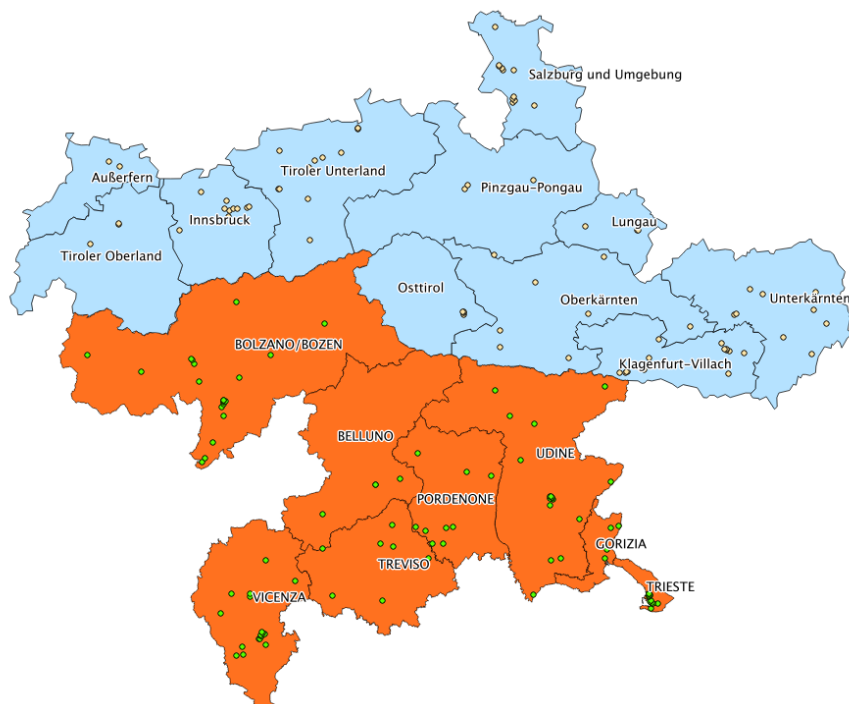 Salzburg und Umgebung
Außerfern
Tiroler Unterland
Pinzgau-Pongau
Innsbruck
Lungau
Tiroler Oberland
Osttirol
Oberkärnten
Unterkärnten
BOLZANO/BOZEN
Klagenfurt-Villach
BELLUNO
UDINE
PORDENONE
GORIZIA
TREVISO
TRIESTE
VICENZA